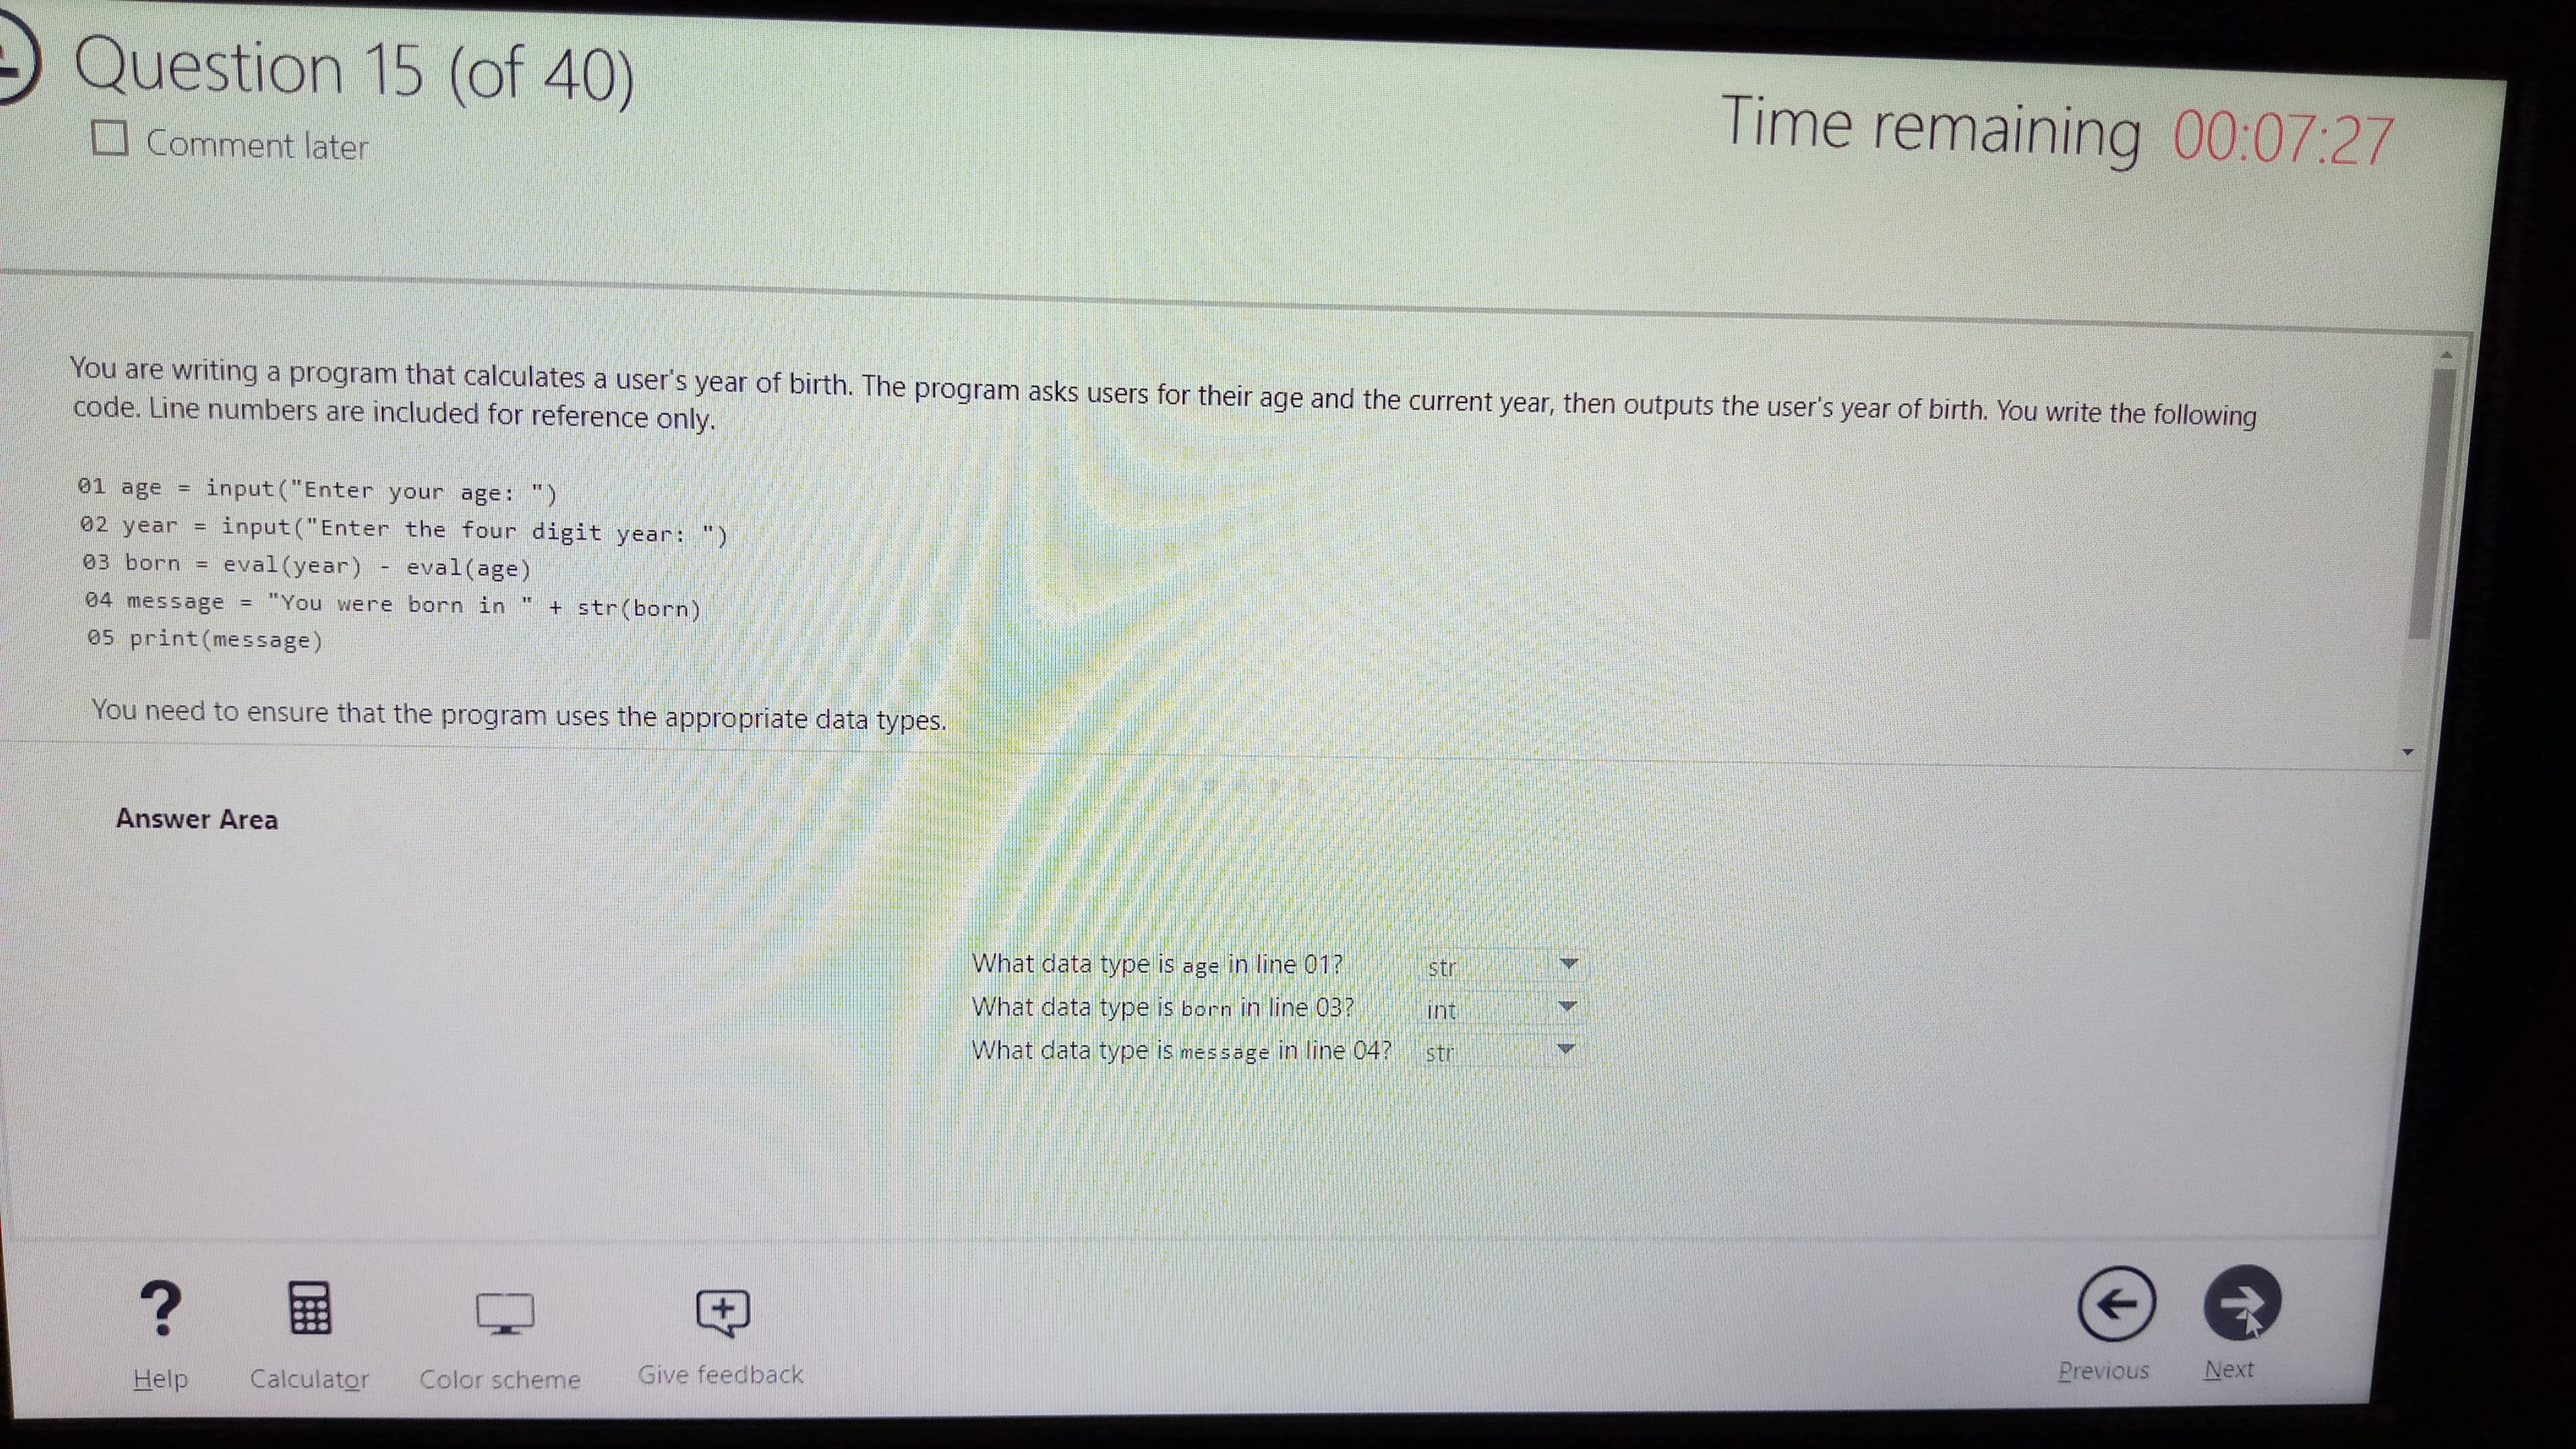 Question 15 (of 40)
Comment later
Time remaining 00:07:27
You are writing a program that calculates a user's year of birth. The program asks users for their age and the current year, then outputs the user's year of birth. You write the following
code. Line numbers are included for reference only.
01 age = input("Enter your age: ")
02 year = input("Enter the four digit year: ")
03 born = eval(year) - eval(age)
04 message = "You were born in " + str(born)
05 print(message)
You need to ensure that the program uses the appropriate data types.
Answer Area
What data type is age in line 01? str
What data type is born in line 03? int
What data type is message in line 04? str
Help Calculator Color scheme Give feedback Previous Next